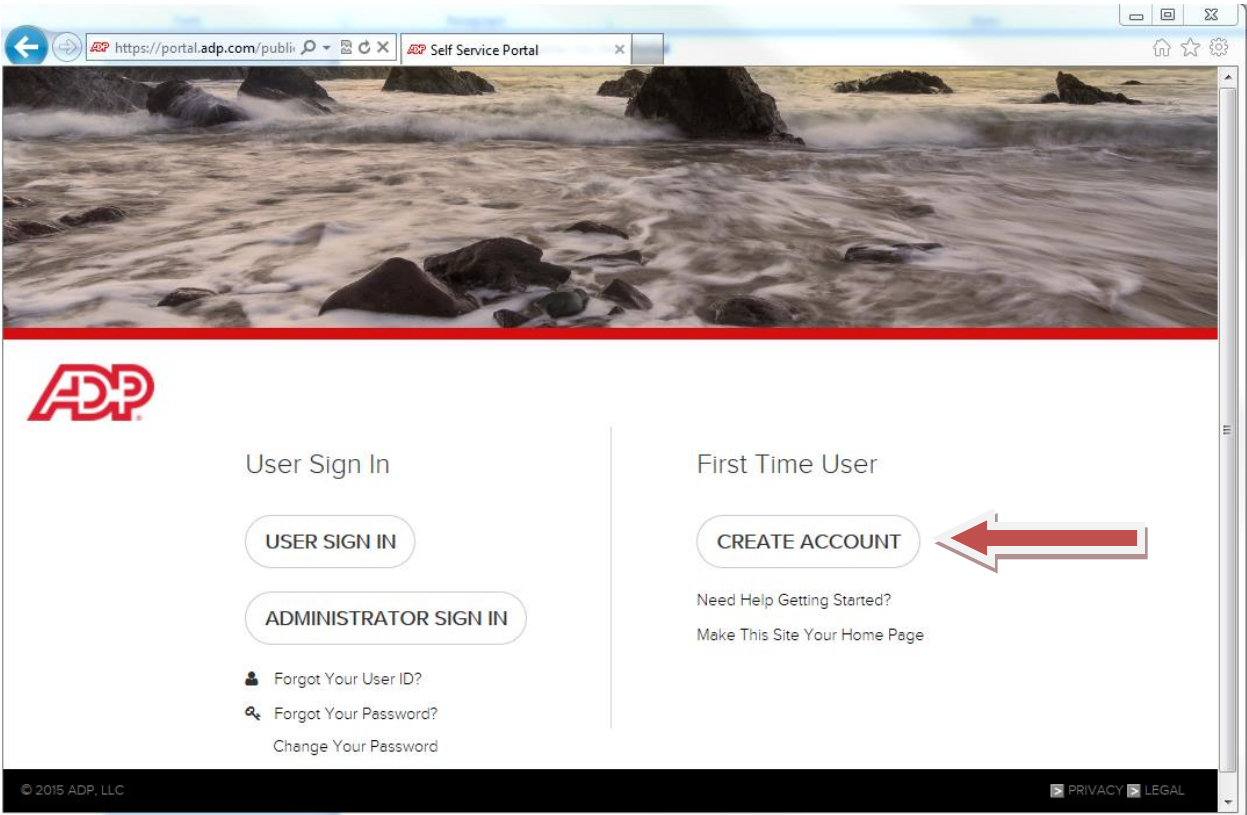 https://portal.adp.com/publi
Self Service Portal
ADP
User Sign In
USER SIGN IN
ADMINISTRATOR SIGN IN
Forgot Your User ID?
Forgot Your Password?
Change Your Password
First Time User
CREATE ACCOUNT
Need Help Getting Started?
Make This Site Your Home Page
© 2015 ADP, LLC
PRIVACY LEGAL